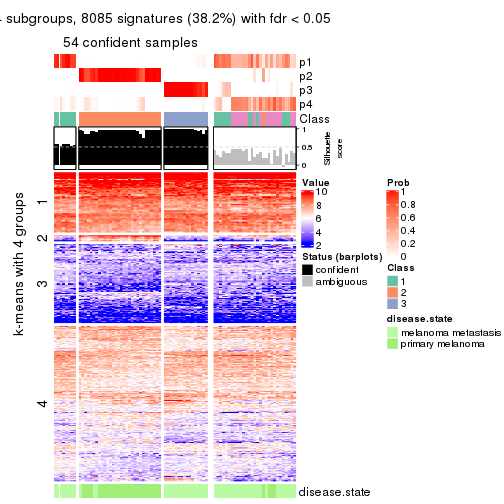 subgroups, 8085 signatures (38.2%) with fdr < 0.05
54 confident samples
p1
p2
p3
p4
Class
1
0.5
0
Silhouette
score
k-means with 4 groups
1
2
3
4
disease.state
Value
10
8
6
4
2
Status (barplots)
confident
ambiguous
Prob
0.8
0.6
0.4
0.2
0
Class
1
2
3
disease.state
melanoma metastasis
primary melanoma